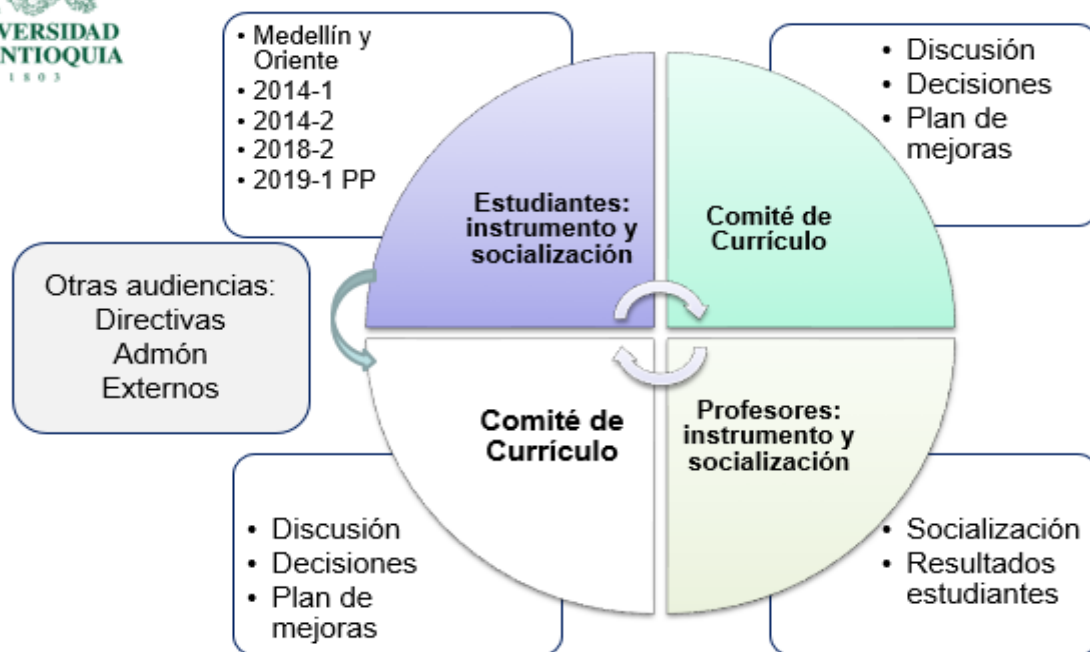 VERSIDAD
NTIOQUIA
1803
• Medellín y
Oriente
• 2014-1
• 2014-2
• 2018-2
• 2019-1 PP
Estudiantes:
instrumento y
socialización
Comité de
Currículo
• Discusión
• Decisiones
• Plan de
mejoras
Otras audiencias:
Directivas
Admón
Externos
Comité de
Currículo
Profesores:
instrumento y
socialización
• Discusión
• Decisiones
• Plan de
mejoras
• Socialización
• Resultados
estudiantes